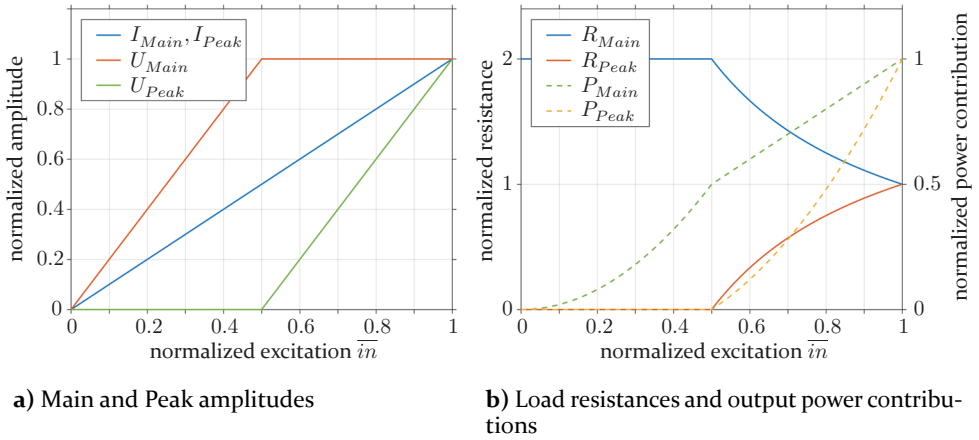 normalized amplitude
I_Main, I_Peak
U_Main
U_Peak
1
0.8
0.6
0.4
0.2
0
0
0.2
0.4
0.6
0.8
1
normalized excitation \overline{in}
a) Main and Peak amplitudes
normalized resistance
R_Main
R_Peak
P_Main
P_Peak
2
1
0
0
0.2
0.4
0.6
0.8
1
1
0.5
0
normalized power contribution
normalized excitation \overline{in}
b) Load resistances and output power contribu-
tions